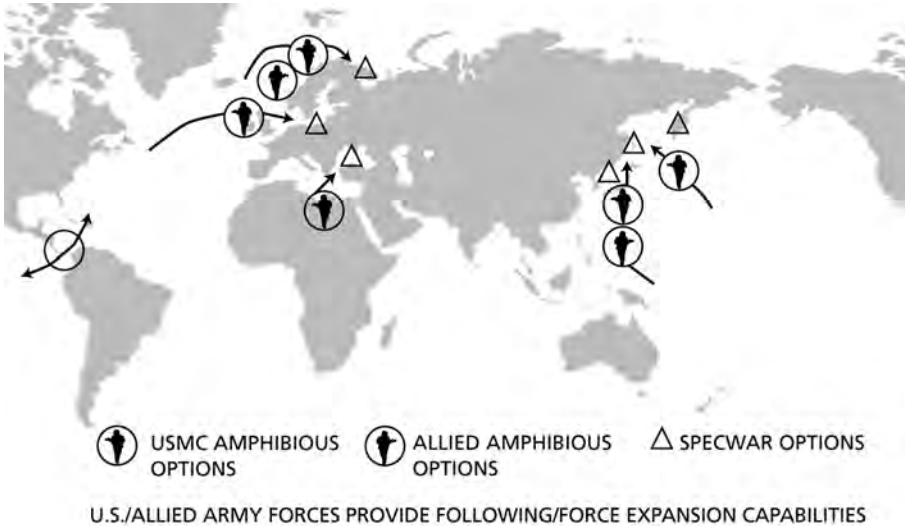 USMC AMPHIBIOUS
OPTIONS
ALLIED AMPHIBIOUS
OPTIONS
SPECWAR OPTIONS
U.S./ALLIED ARMY FORCES PROVIDE FOLLOWING/FORCE EXPANSION CAPABILITIES